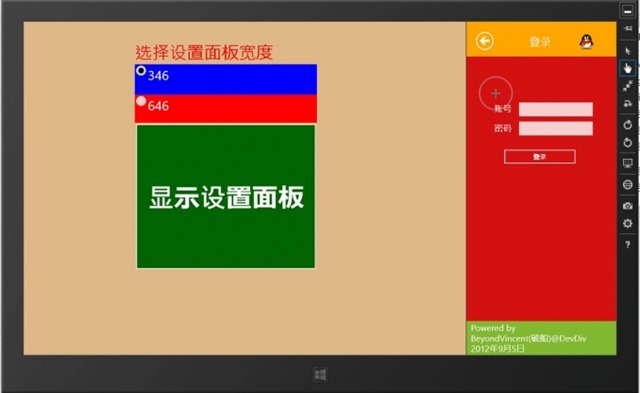 选择设置面板宽度
346
646
显示设置面板
登录
账号
密码
登录
Powered by
BeyondVincent(破船)@DevDiv
2012年9月5日